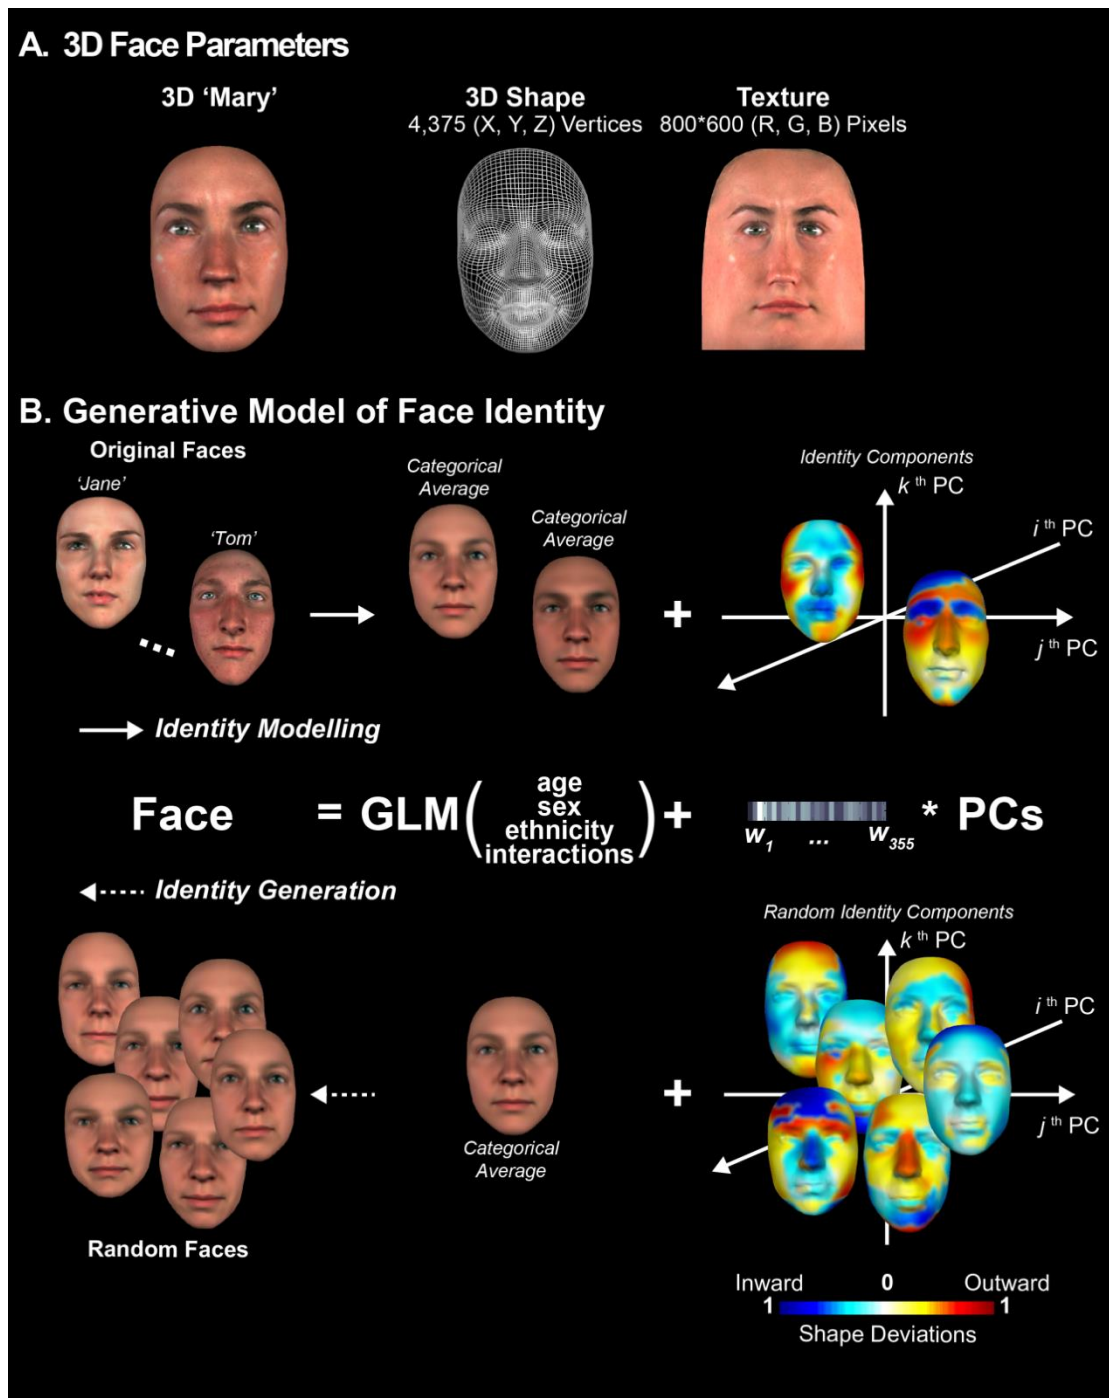 A. 3D Face Parameters
3D ‘Mary’
3D Shape
4,375 (X, Y, Z) Vertices
Texture
800*600 (R, G, B) Pixels
B. Generative Model of Face Identity
Original Faces
‘Jane’
‘Tom’
Categorical
Average
Categorical
Average
+
Identity Components
k th PC
i th PC
j th PC
Identity Modelling
Face = GLM ( age
sex
ethnicity
interactions ) + w1 ... w355 * PCs
Identity Generation
Random Faces
Categorical
Average
+
Random Identity Components
k th PC
i th PC
j th PC
Inward 0 Outward
1 1
Shape Deviations